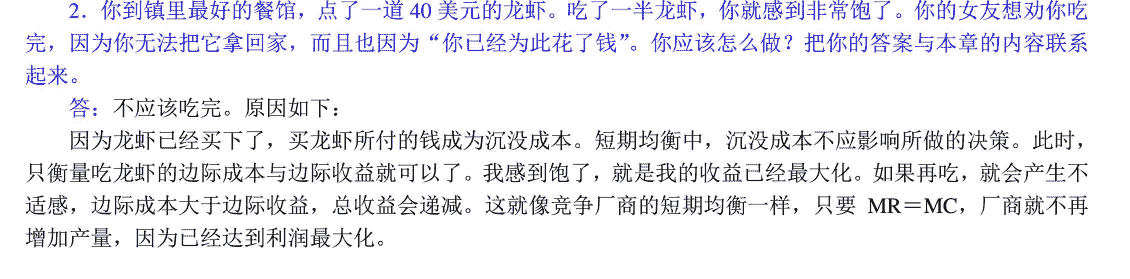 2．你到镇里最好的餐馆，点了一道 40 美元的龙虾。吃了一半龙虾，你就感到非常饱了。你的女友想劝你吃
完，因为你无法把它拿回家，而且也因为“你已经为此花了钱”。你应该怎么做？把你的答案与本章的内容联系
起来。
答：不应该吃完。原因如下：
因为龙虾已经买下了，买龙虾所付的钱成为沉没成本。短期均衡中，沉没成本不应影响所做的决策。此时，
只衡量吃龙虾的边际成本与边际收益就可以了。我感到饱了，就是我的收益已经最大化。如果再吃，就会产生不
适感，边际成本大于边际收益，总收益会递减。这就像竞争厂商的短期均衡一样，只要 MR＝MC，厂商就不再
增加产量，因为已经达到利润最大化。